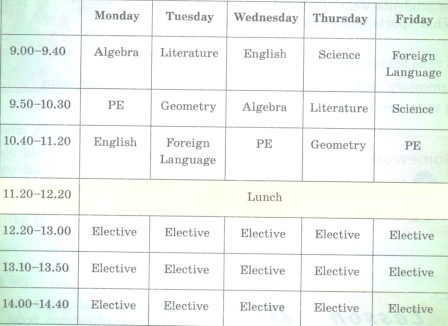 Monday Tuesday Wednesday Thursday Friday
9.00–9.40 Algebra Literature English Science Foreign Language
9.50–10.30 PE Geometry Algebra Literature Science
10.40–11.20 English Foreign Language PE Geometry PE
11.20–12.20 Lunch
12.20–13.00 Elective Elective Elective Elective Elective
13.10–13.50 Elective Elective Elective Elective Elective
14.00–14.40 Elective Elective Elective Elective Elective